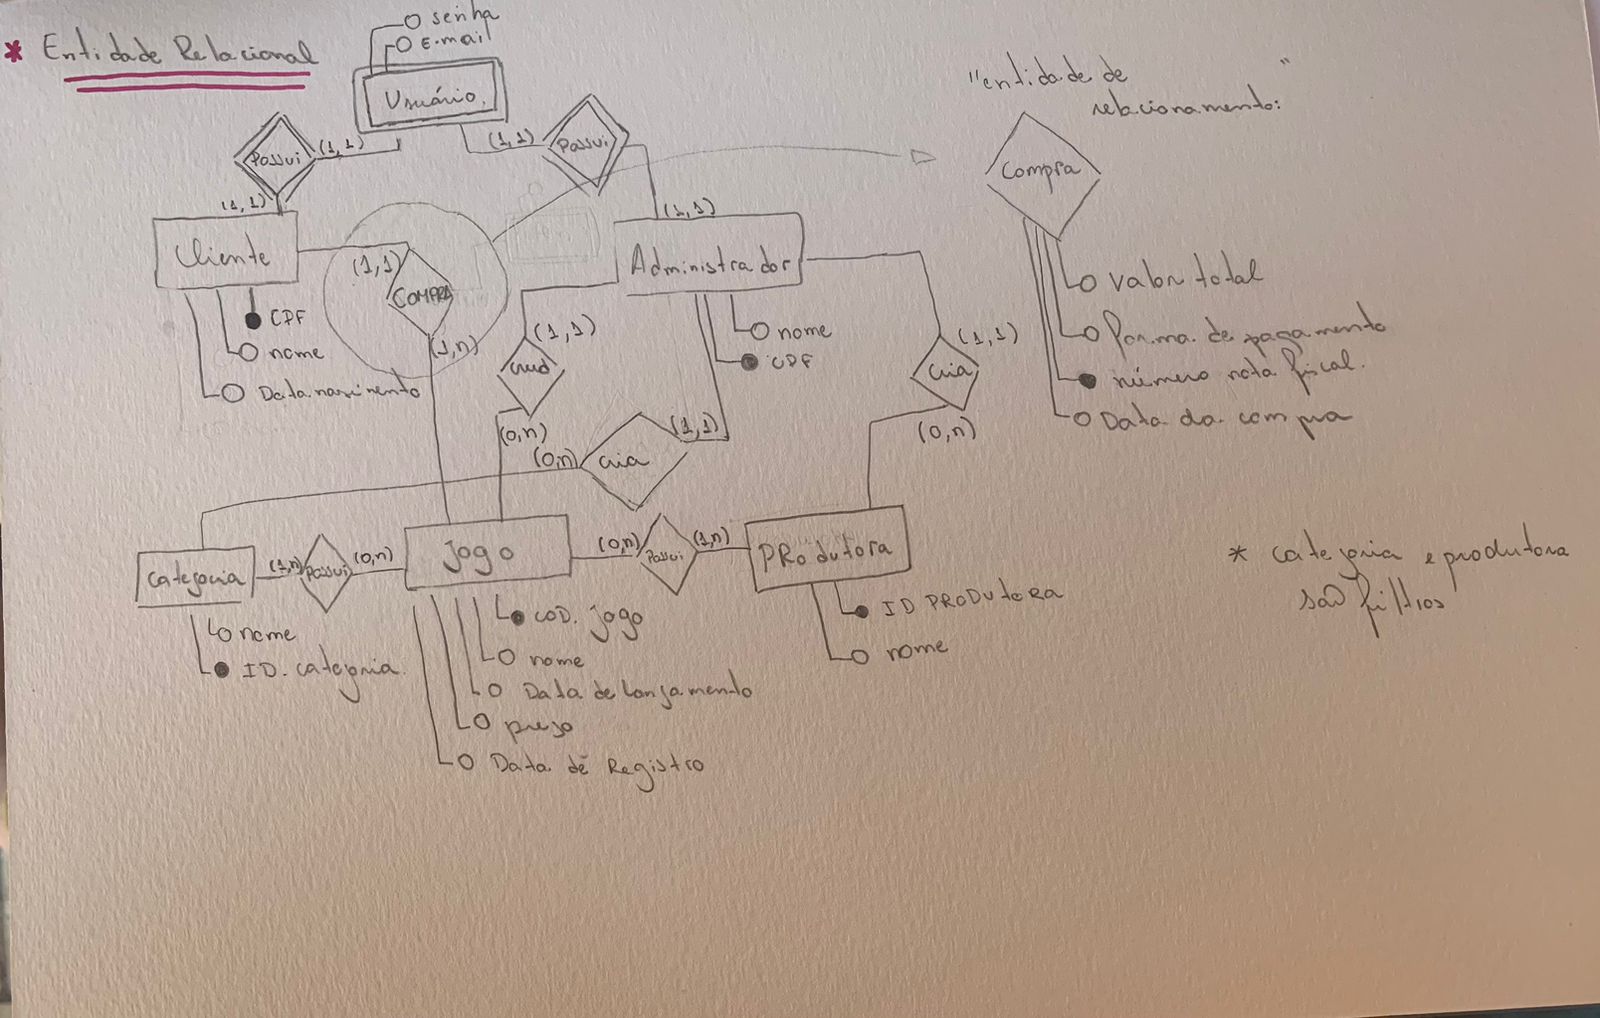 * Entidade Relacional
senha
E-mail
Usuário.
Possui
(1,1)
(1,1)
Possui
(1,1)
(1,1)
Cliente
CPF
nome
Data nascimento
(1,1)
COMPRA
(1,n)
Administrador
nome
CPF
(1,1)
crud
(0,n)
(1,1)
cria
(0,n)
(1,1)
cria
(0,n)
"entidade de "
relacionamento:
Compra
valor total
Forma de pagamento
número nota fiscal.
Data da compra
Categoria
nome
ID. categoria.
(1,n)
Possui
(0,n)
Jogo
COD. jogo
nome
Data de lançamento
preço
Data de Registro
(0,n)
Possui
(1,n)
PROdutora
ID PRODutORA
nome
* categoria e produtora
são filtros